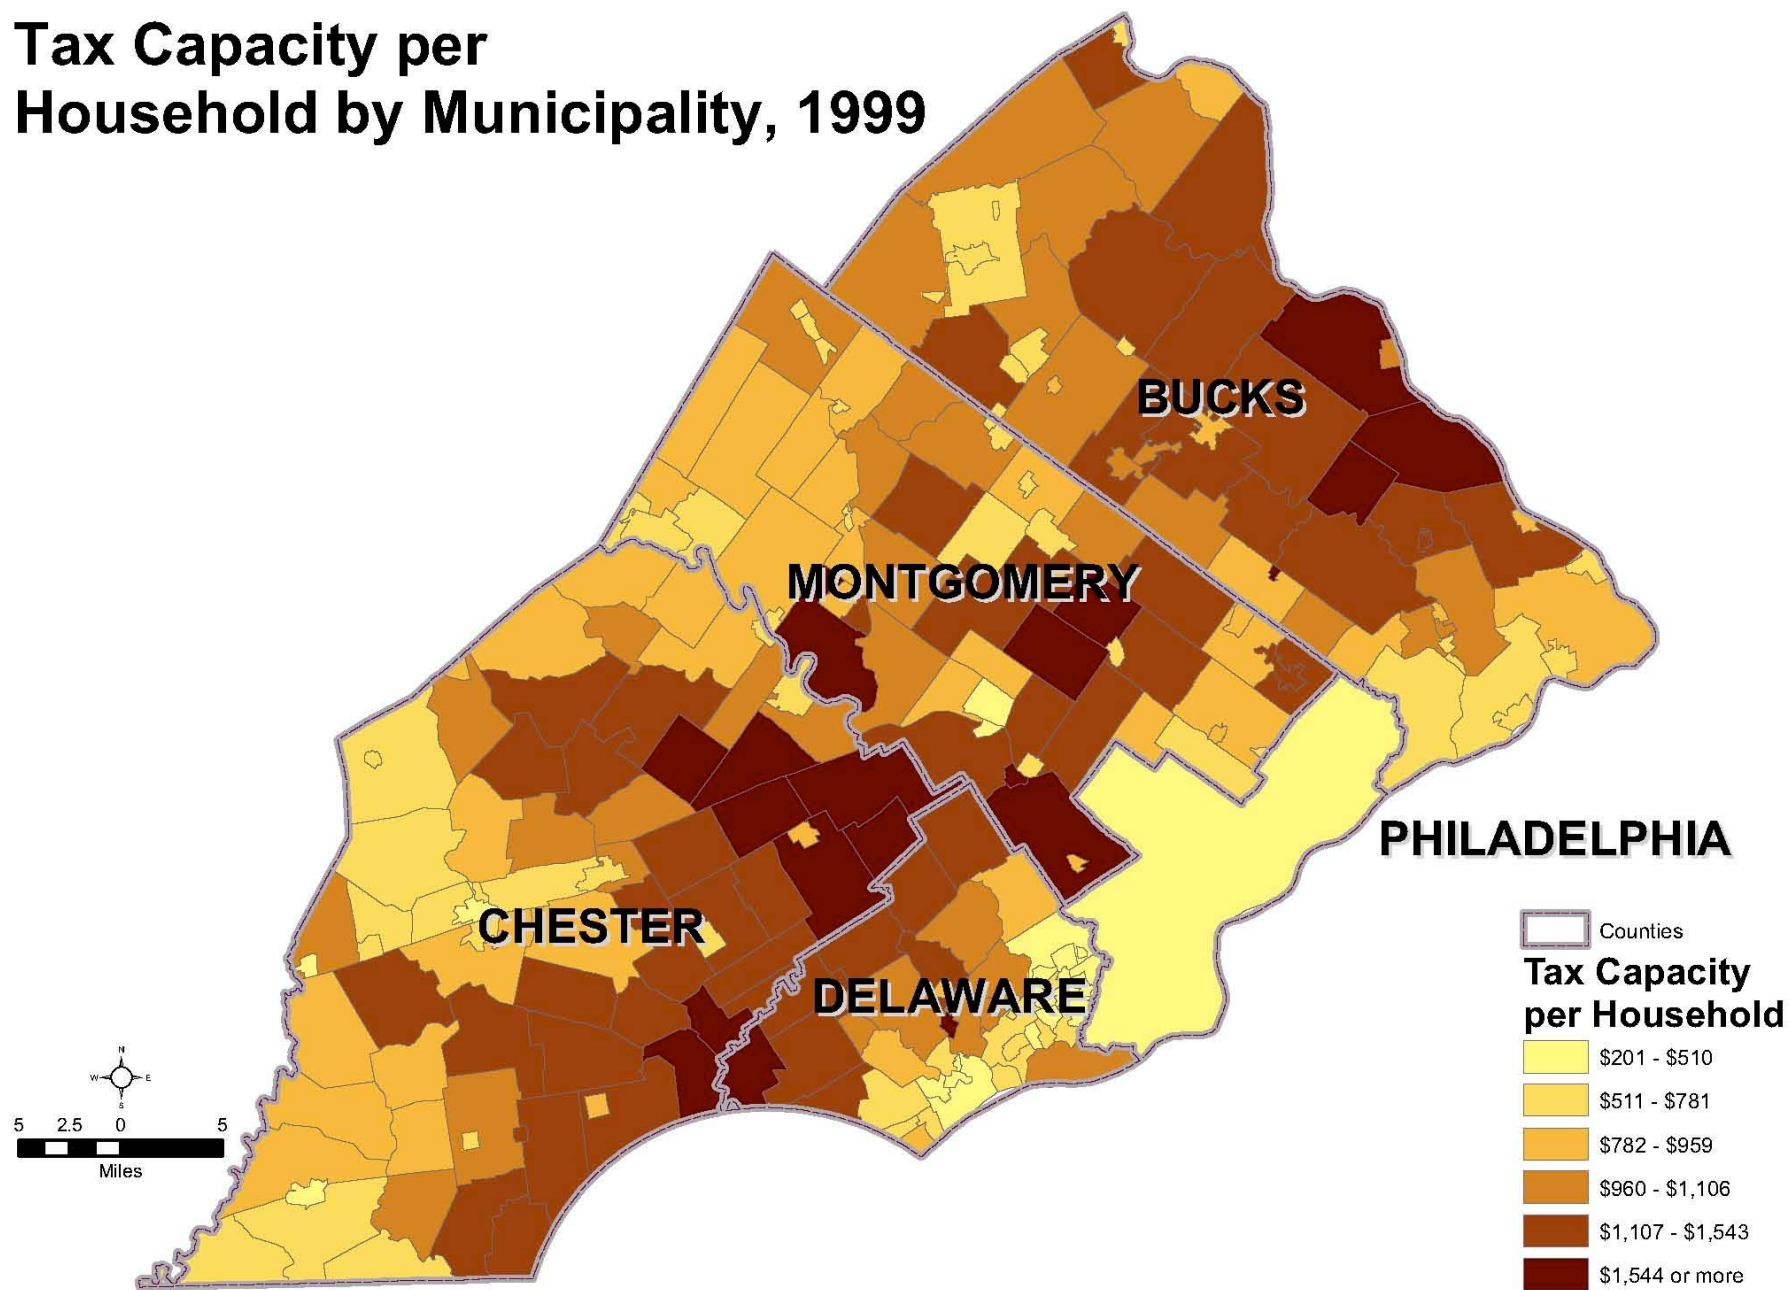 Tax Capacity per
Household by Municipality, 1999
BUCKS
MONTGOMERY
PHILADELPHIA
CHESTER
DELAWARE
N
W E
S
5 2.5 0 5
Miles
Counties
Tax Capacity
per Household
$201 - $510
$511 - $781
$782 - $959
$960 - $1,106
$1,107 - $1,543
$1,544 or more